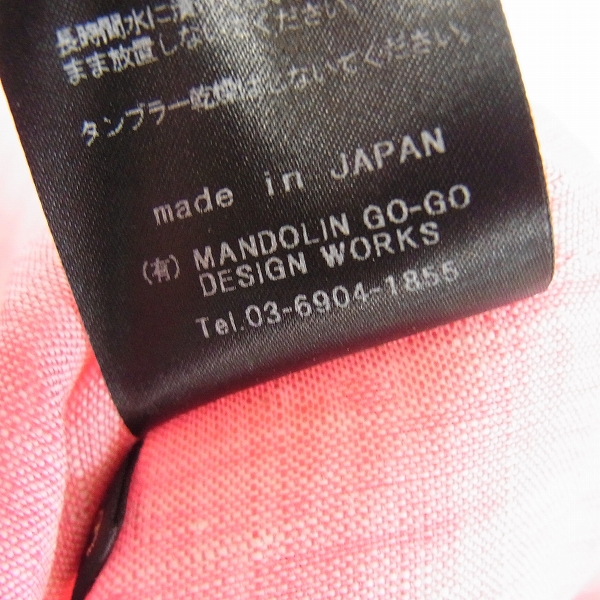 長時間水に漬
まま放置しないでください。
タンブラー乾燥はしないでください。
made in JAPAN
(有) MANDOLIN GO-GO
DESIGN WORKS
Tel.03-6904-1855